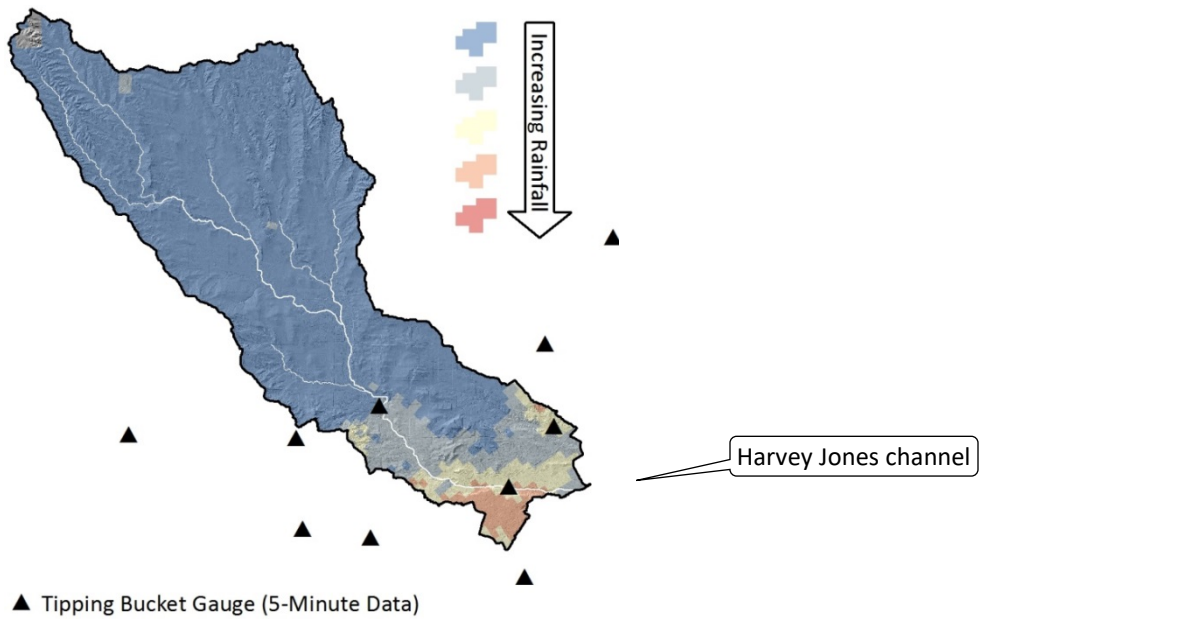 Increasing Rainfall
Harvey Jones channel
Tipping Bucket Gauge (5-Minute Data)